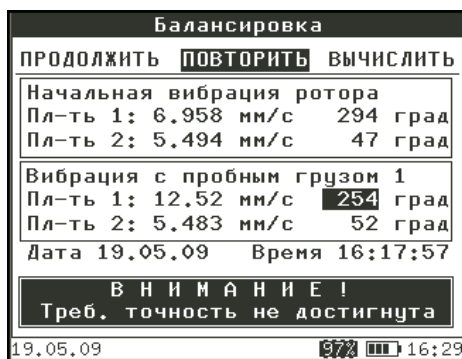 Балансировка
ПРОДОЛЖИТЬ ПОВТОРИТЬ ВЫЧИСЛИТЬ
Начальная вибрация ротора
Пл-ть 1: 6.958 мм/с 294 град
Пл-ть 2: 5.494 мм/с 47 град
Вибрация с пробным грузом 1
Пл-ть 1: 12.52 мм/с 254 град
Пл-ть 2: 5.483 мм/с 52 град
Дата 19.05.09 Время 16:17:57
В Н И М А Н И Е !
Треб. точность не достигнута
19.05.09 97% 16:29